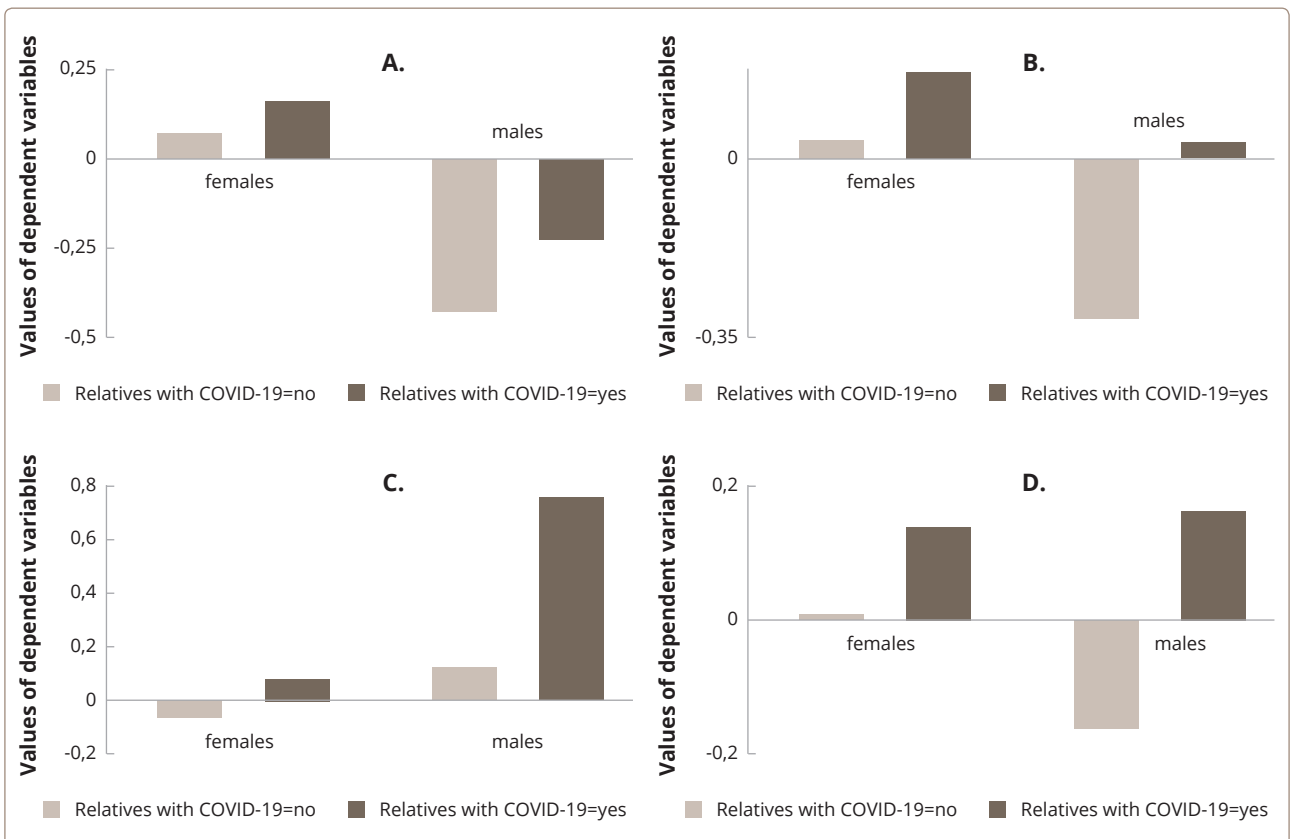 A.
Values of dependent variables
0,25
0
-0,25
-0,5
females
males
Relatives with COVID-19=no
Relatives with COVID-19=yes
B.
Values of dependent variables
0
-0,35
females
males
Relatives with COVID-19=no
Relatives with COVID-19=yes
C.
Values of dependent variables
0,8
0,6
0,4
0,2
0
-0,2
females
males
Relatives with COVID-19=no
Relatives with COVID-19=yes
D.
Values of dependent variables
0,2
0
-0,2
females
males
Relatives with COVID-19=no
Relatives with COVID-19=yes